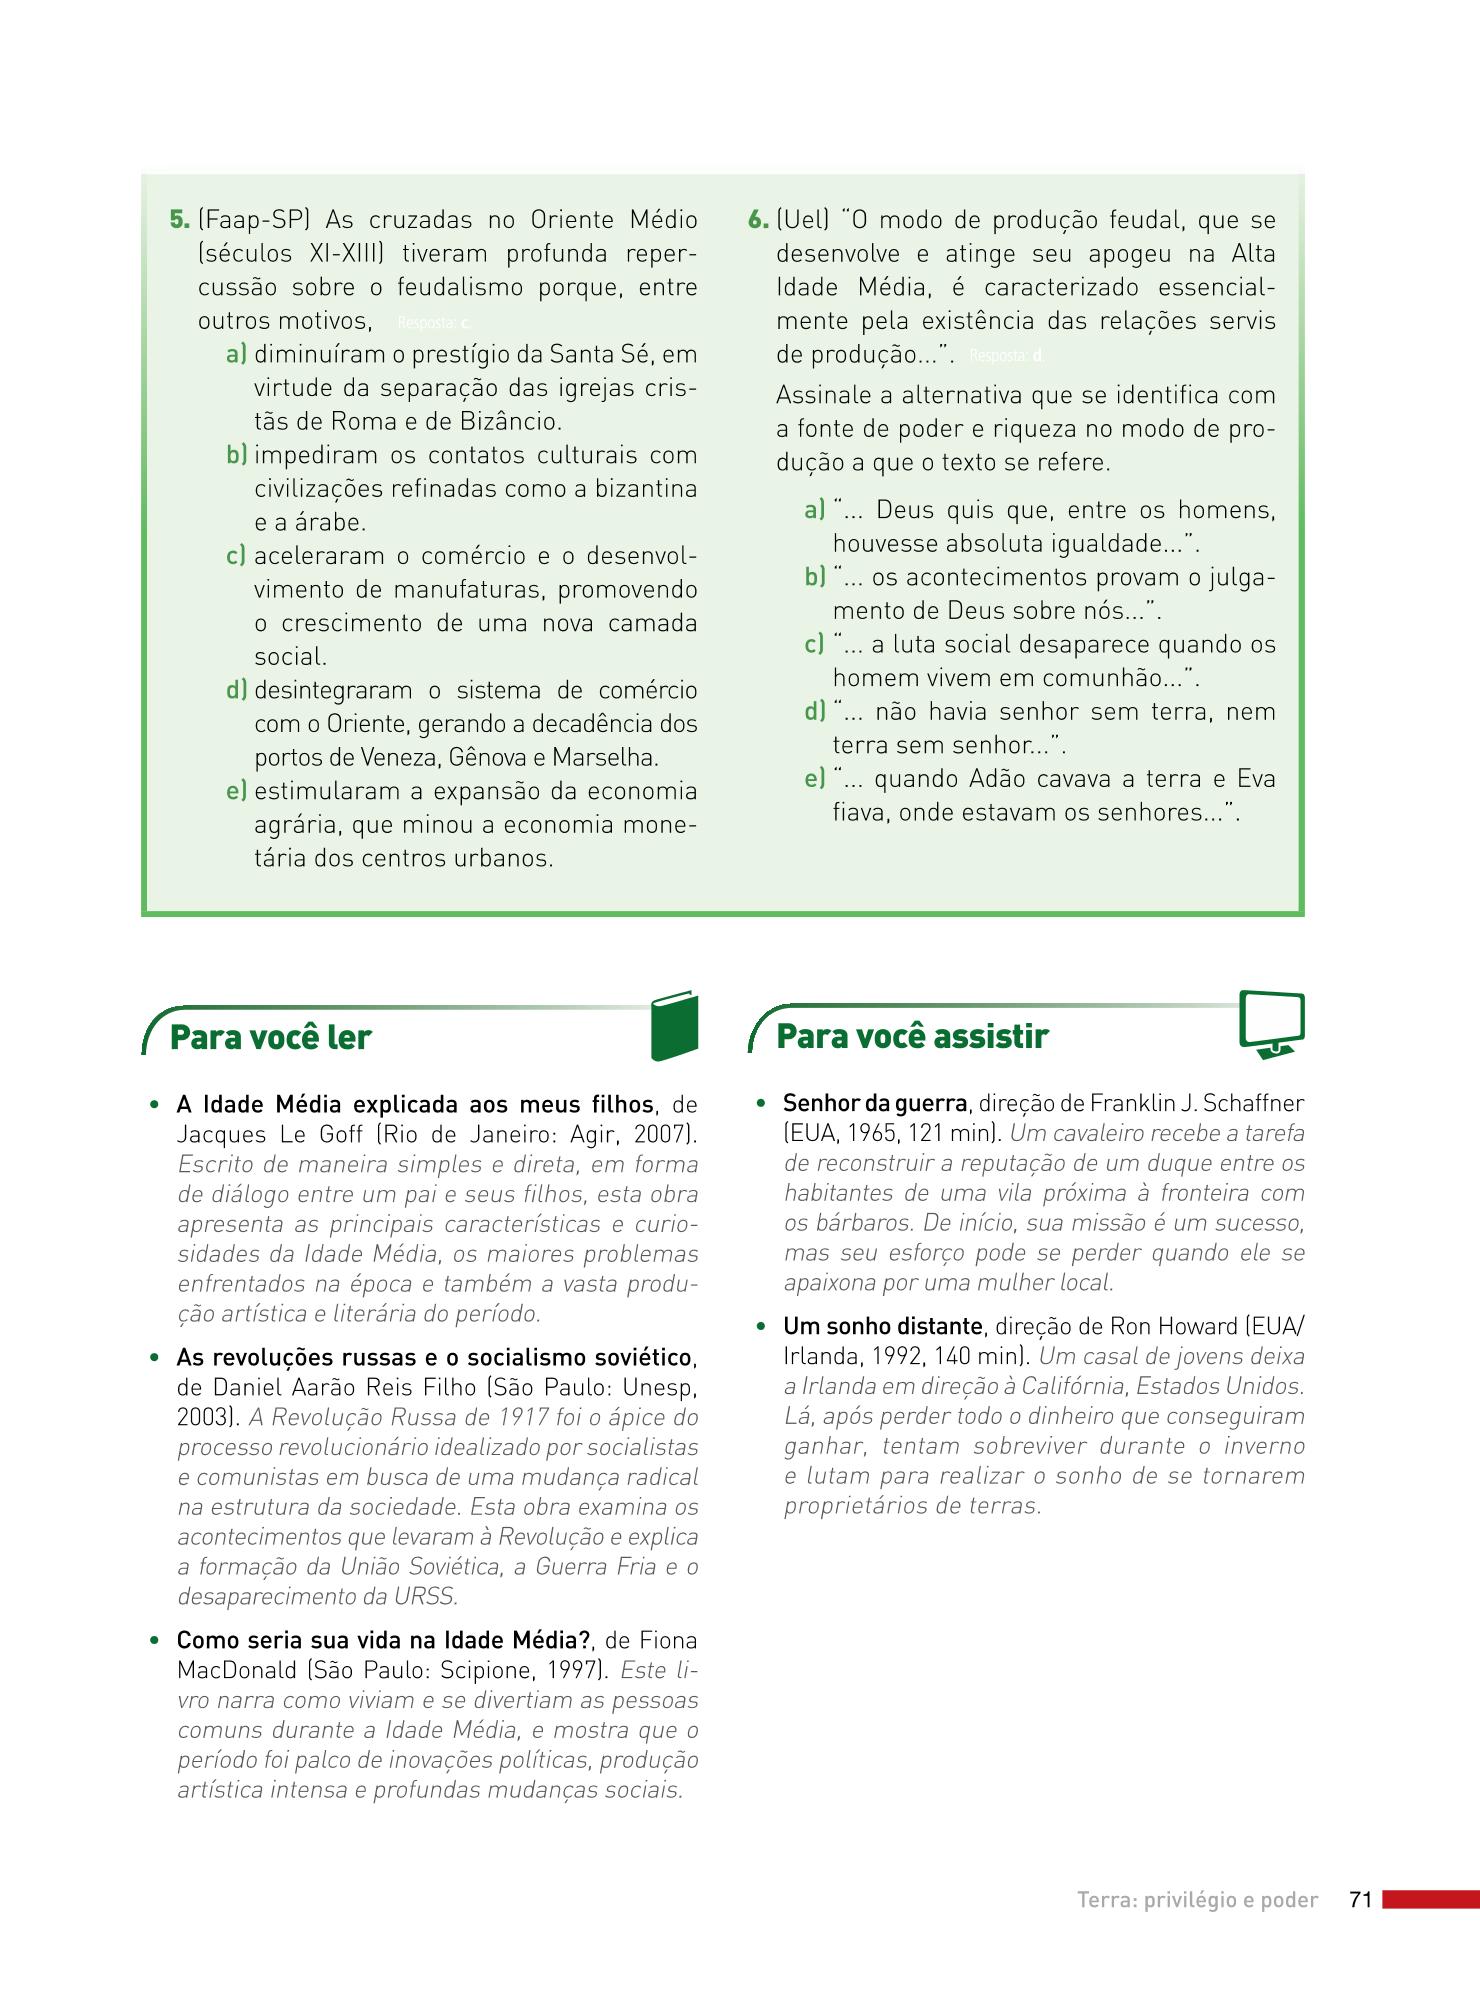 5. (Faap-SP) As cruzadas no Oriente Médio
(séculos XI-XIII) tiveram profunda reper-
cussão sobre o feudalismo porque, entre
outros motivos, Resposta: c.
a) diminuíram o prestígio da Santa Sé, em
virtude da separação das igrejas cris-
tãs de Roma e de Bizâncio.
b) impediram os contatos culturais com
civilizações refinadas como a bizantina
e a árabe.
c) aceleraram o comércio e o desenvol-
vimento de manufaturas, promovendo
o crescimento de uma nova camada
social.
d) desintegraram o sistema de comércio
com o Oriente, gerando a decadência dos
portos de Veneza, Gênova e Marselha.
e) estimularam a expansão da economia
agrária, que minou a economia mone-
tária dos centros urbanos.
6. (Uel) “O modo de produção feudal, que se
desenvolve e atinge seu apogeu na Alta
Idade Média, é caracterizado essencial-
mente pela existência das relações servis
de produção...”. Resposta: d.
Assinale a alternativa que se identifica com
a fonte de poder e riqueza no modo de pro-
dução a que o texto se refere.
a) “... Deus quis que, entre os homens,
houvesse absoluta igualdade...”.
b) “... os acontecimentos provam o julga-
mento de Deus sobre nós...”.
c) “... a luta social desaparece quando os
homem vivem em comunhão...”.
d) “... não havia senhor sem terra, nem
terra sem senhor...”.
e) “... quando Adão cavava a terra e Eva
fiava, onde estavam os senhores...”.
Para você ler
• A Idade Média explicada aos meus filhos, de
Jacques Le Goff (Rio de Janeiro: Agir, 2007).
Escrito de maneira simples e direta, em forma
de diálogo entre um pai e seus filhos, esta obra
apresenta as principais características e curio-
sidades da Idade Média, os maiores problemas
enfrentados na época e também a vasta produ-
ção artística e literária do período.
• As revoluções russas e o socialismo soviético,
de Daniel Aarão Reis Filho (São Paulo: Unesp,
2003). A Revolução Russa de 1917 foi o ápice do
processo revolucionário idealizado por socialistas
e comunistas em busca de uma mudança radical
na estrutura da sociedade. Esta obra examina os
acontecimentos que levaram à Revolução e explica
a formação da União Soviética, a Guerra Fria e o
desaparecimento da URSS.
• Como seria sua vida na Idade Média?, de Fiona
MacDonald (São Paulo: Scipione, 1997). Este li-
vro narra como viviam e se divertiam as pessoas
comuns durante a Idade Média, e mostra que o
período foi palco de inovações políticas, produção
artística intensa e profundas mudanças sociais.
Para você assistir
• Senhor da guerra, direção de Franklin J. Schaffner
(EUA, 1965, 121 min). Um cavaleiro recebe a tarefa
de reconstruir a reputação de um duque entre os
habitantes de uma vila próxima à fronteira com
os bárbaros. De início, sua missão é um sucesso,
mas seu esforço pode se perder quando ele se
apaixona por uma mulher local.
• Um sonho distante, direção de Ron Howard (EUA/
Irlanda, 1992, 140 min). Um casal de jovens deixa
a Irlanda em direção à Califórnia, Estados Unidos.
Lá, após perder todo o dinheiro que conseguiram
ganhar, tentam sobreviver durante o inverno
e lutam para realizar o sonho de se tornarem
proprietários de terras.
Terra: privilégio e poder 71